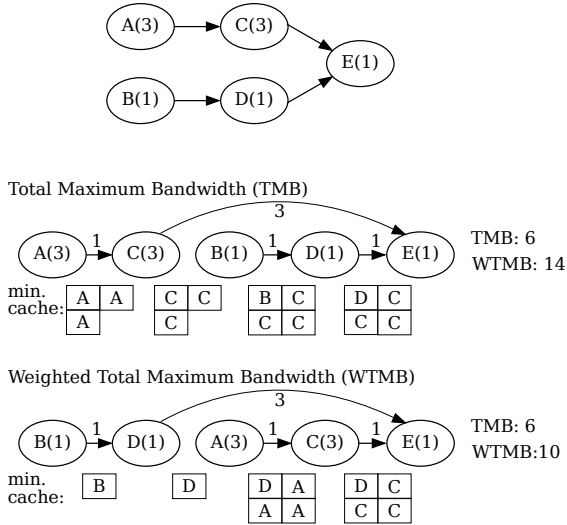 A(3) C(3)
E(1)
B(1) D(1)
Total Maximum Bandwidth (TMB)
3
1 1 1
A(3) C(3) B(1) D(1) E(1)
TMB: 6
WTMB: 14
min.
cache:
A A C C B C D C
A C C C C C
Weighted Total Maximum Bandwidth (WTMB)
3
1 1 1
B(1) D(1) A(3) C(3) E(1)
TMB: 6
WTMB:10
min.
cache:
B D D A D C
A A C C